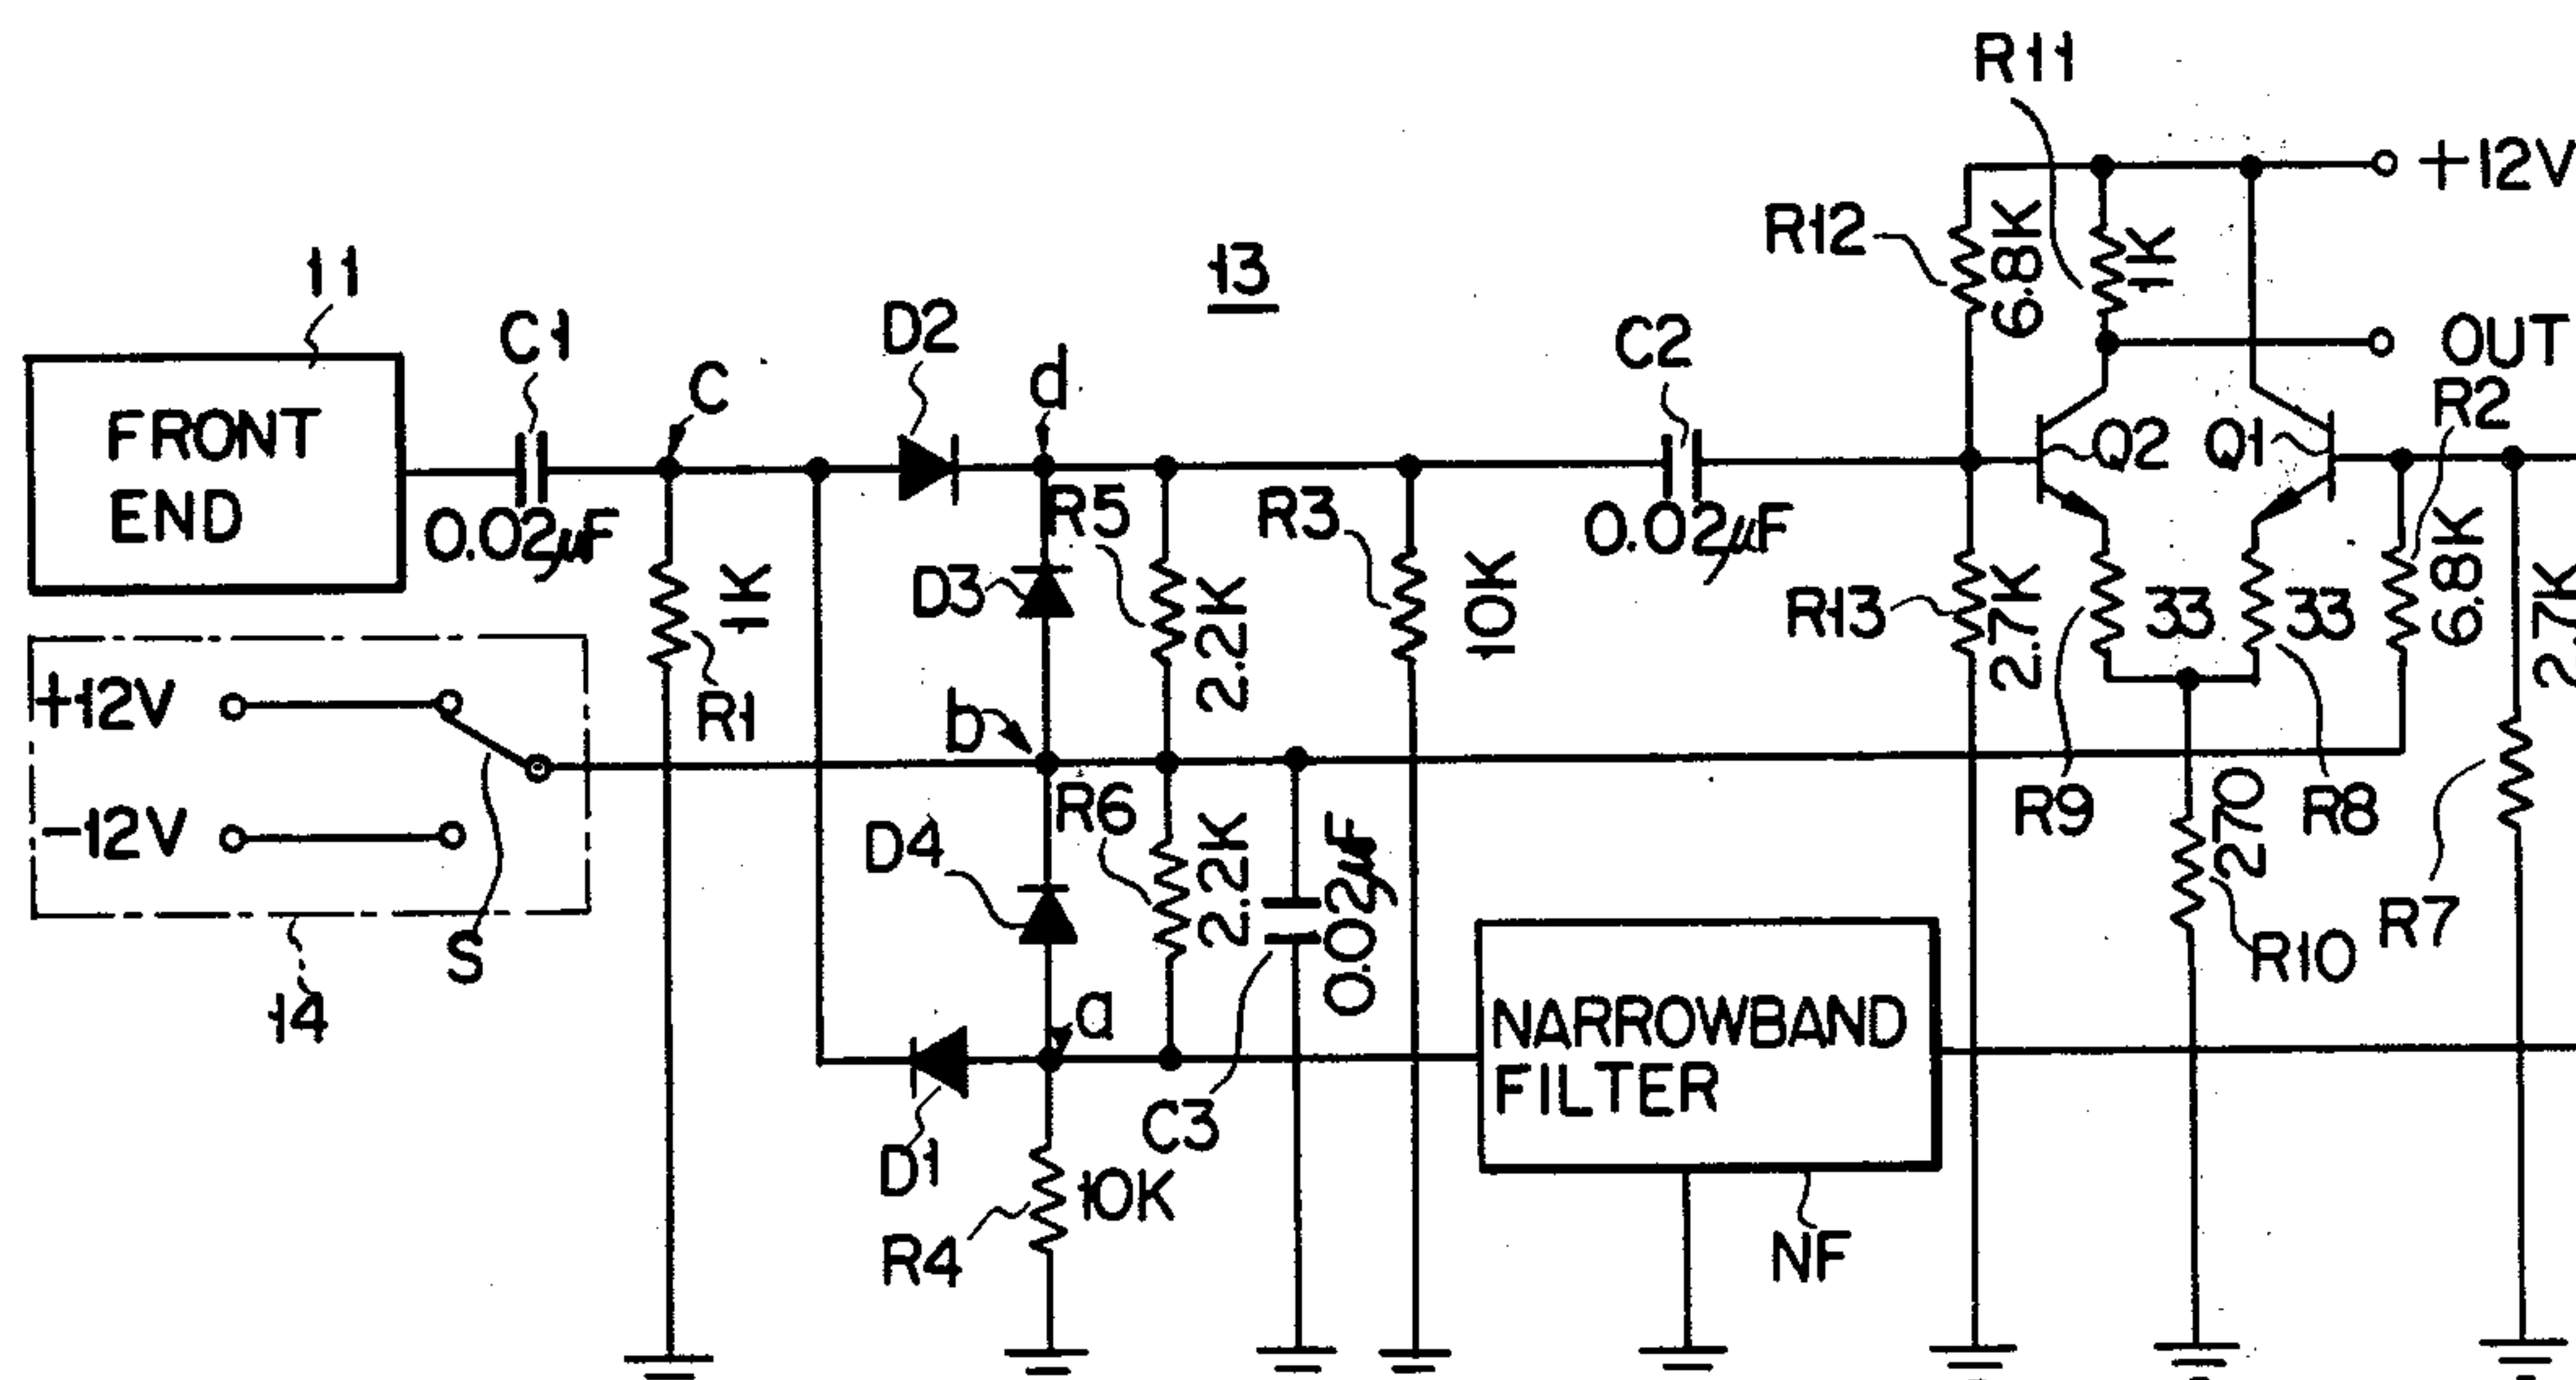 R11
+12V
R12
6.8K
1K
13
11
C1
D2
C2
OUT
C
d
R2
FRONT
END
Q2
Q1
0.02µF
R5
R3
0.02µF
6.8K
D3
1K
2.2K
10K
R13
2.7K
33
33
2.7K
+12V
R1
b
R6
R9
270
R8
-12V
D4
2.2K
0.02µF
S
R10
R7
14
a
NARROWBAND
FILTER
C3
D1
10K
R4
NF